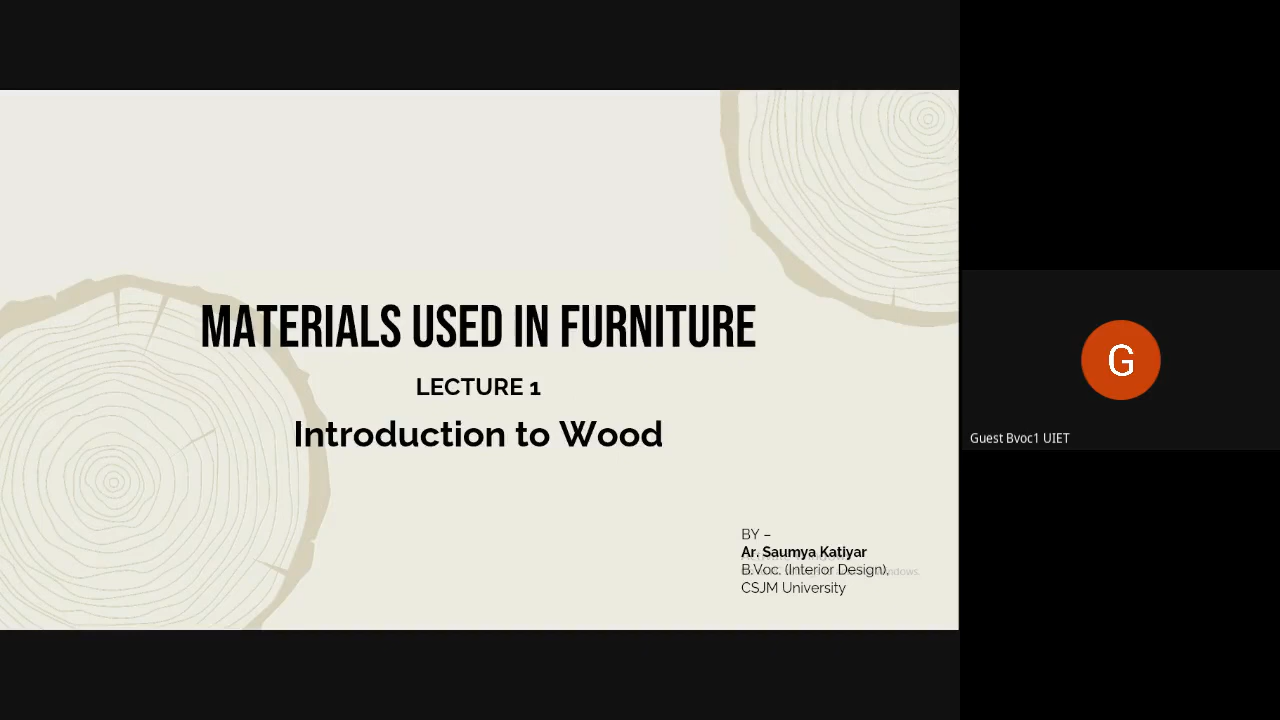 MATERIALS USED IN FURNITURE
LECTURE 1
Introduction to Wood
BY –
Ar. Saumya Katiyar
B.Voc. (Interior Design),
CSJM University
G
Guest Bvoc1 UIET